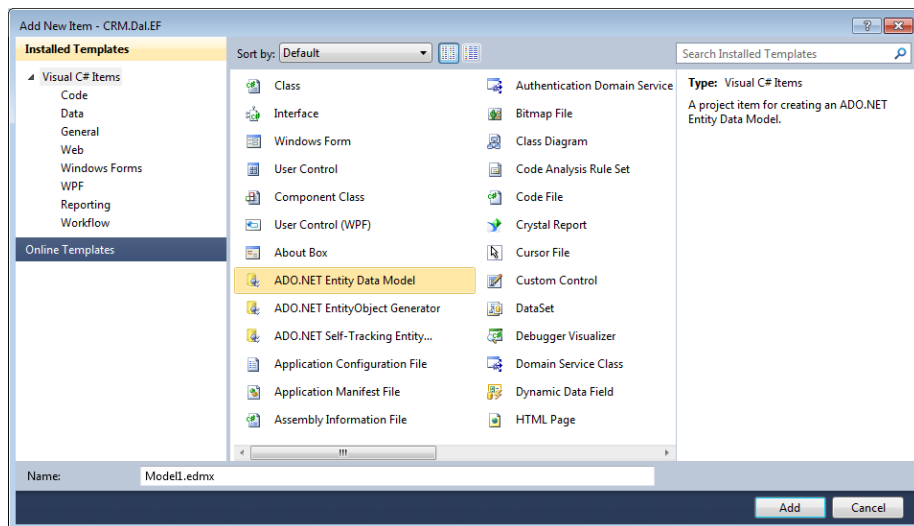 Add New Item - CRM.Dal.EF
Installed Templates
Visual C# Items
Code
Data
General
Web
Windows Forms
WPF
Reporting
Workflow
Online Templates
Sort by: Default
Class
Interface
Windows Form
User Control
Component Class
User Control (WPF)
About Box
ADO.NET Entity Data Model
ADO.NET EntityObject Generator
ADO.NET Self-Tracking Entity...
Application Configuration File
Application Manifest File
Assembly Information File
Authentication Domain Service
Bitmap File
Class Diagram
Code Analysis Rule Set
Code File
Crystal Report
Cursor File
Custom Control
DataSet
Debugger Visualizer
Domain Service Class
Dynamic Data Field
HTML Page
Search Installed Templates
Type: Visual C# Items
A project item for creating an ADO.NET
Entity Data Model.
Name: Model1.edmx
Add
Cancel